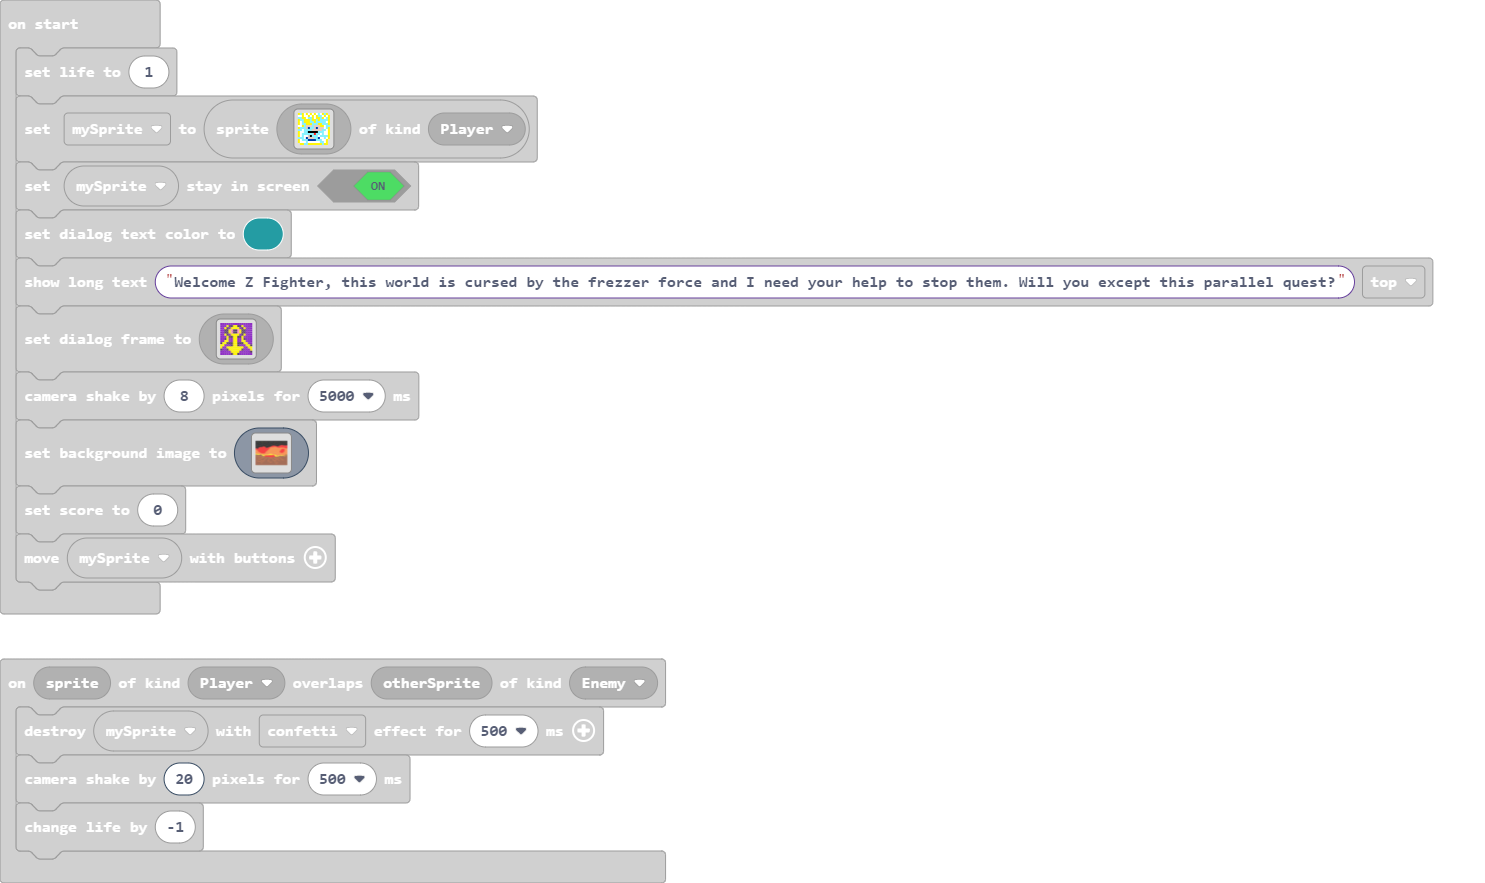 on start
set life to 1
set mySprite to sprite of kind Player
set mySprite stay in screen ON
set dialog text color to
show long text "Welcome Z Fighter, this world is cursed by the frezzer force and I need your help to stop them. Will you except this parallel quest?" top
set dialog frame to
camera shake by 8 pixels for 5000 ms
set background image to
set score to 0
move mySprite with buttons
on sprite of kind Player overlaps otherSprite of kind Enemy
destroy mySprite with confetti effect for 500 ms
camera shake by 20 pixels for 500 ms
change life by -1